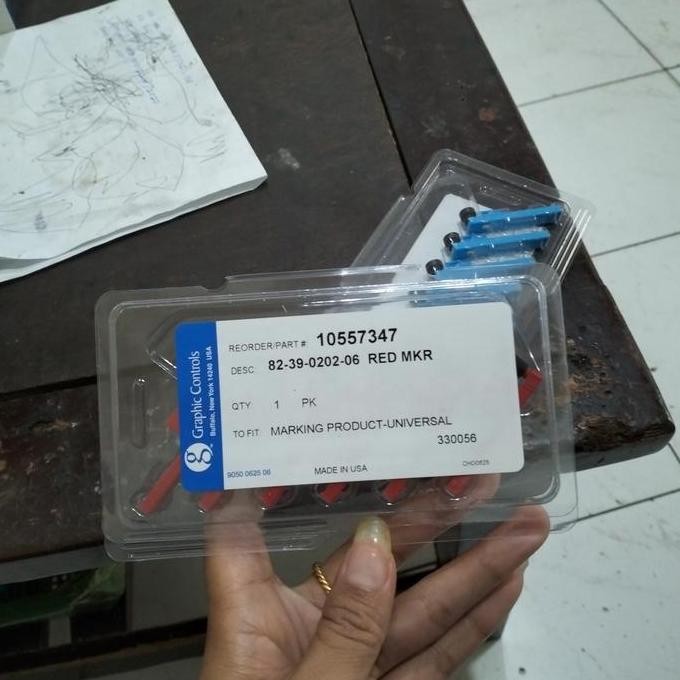 REORDER/PART #: 10557347
DESC. 82-39-0202-06 RED MKR
QTY: 1 PK
TO FIT: MARKING PRODUCT-UNIVERSAL
330056
9050 0625 06 MADE IN USA
Graphic Controls
Buffalo, New York 14240 USA